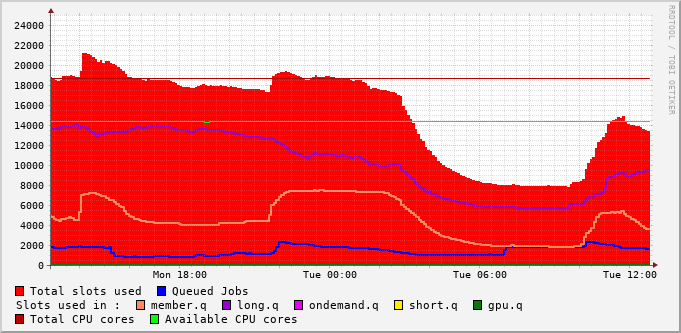 RRDTOOL / TOBI OETIKER
24000
22000
20000
18000
16000
14000
12000
10000
8000
6000
4000
2000
0
Mon 18:00 Tue 00:00 Tue 06:00 Tue 12:00
Total slots used Queued Jobs
Slots used in : member.q long.q ondemand.q short.q gpu.q
Total CPU cores Available CPU cores